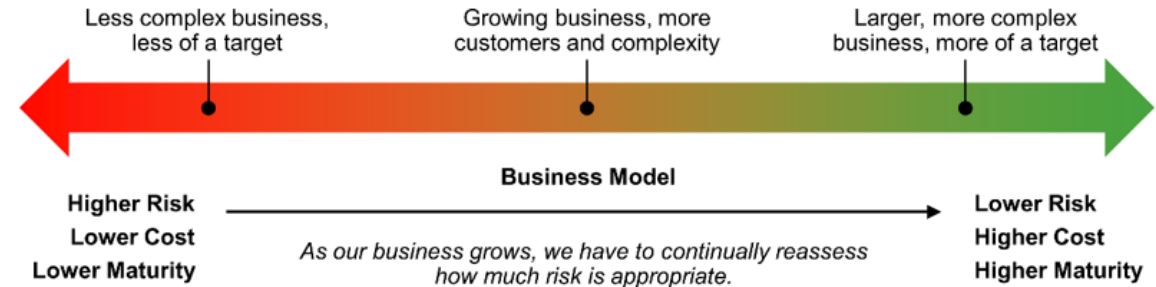 Less complex business,
less of a target
Growing business, more
customers and complexity
Larger, more complex
business, more of a target
Business Model
Higher Risk
Lower Cost
Lower Maturity
As our business grows, we have to continually reassess
how much risk is appropriate.
Lower Risk
Higher Cost
Higher Maturity